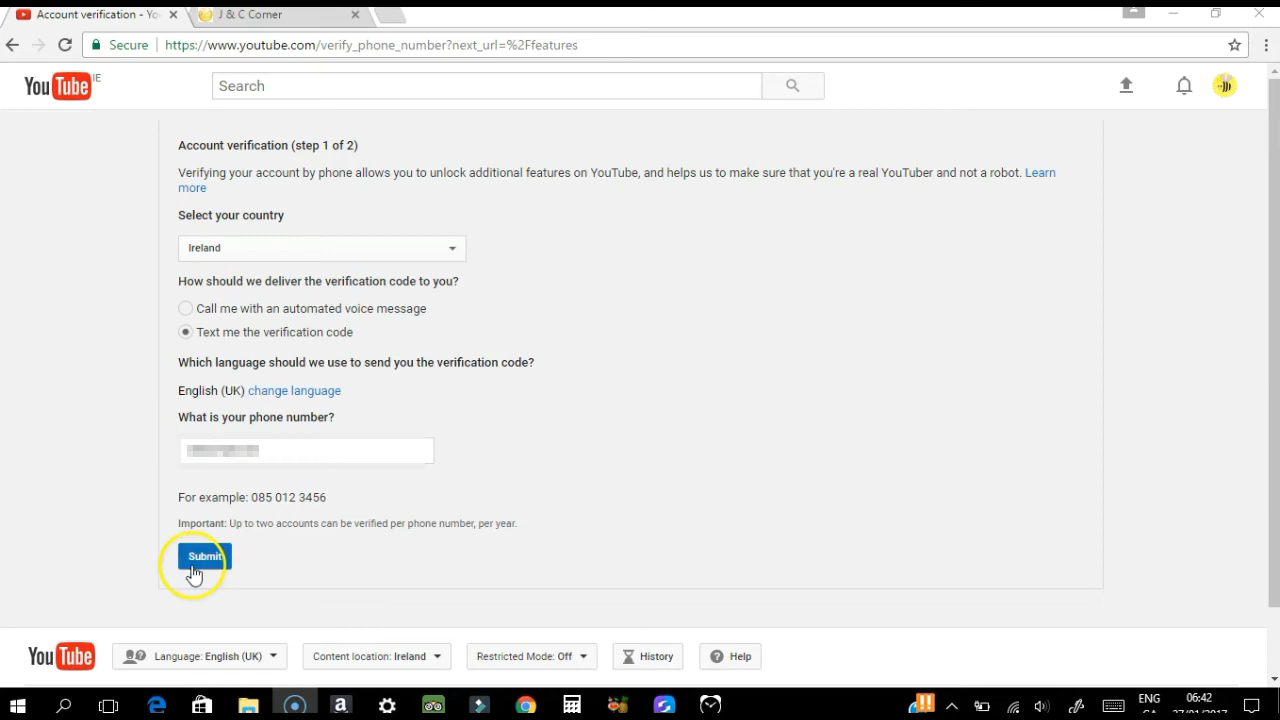 Account verification - Yo
J & C Corner
Secure
https://www.youtube.com/verify_phone_number?next_url=%2Ffeatures
YouTube IE
Search
Account verification (step 1 of 2)
Verifying your account by phone allows you to unlock additional features on YouTube, and helps us to make sure that you're a real YouTuber and not a robot. Learn
more
Select your country
Ireland
How should we deliver the verification code to you?
Call me with an automated voice message
Text me the verification code
Which language should we use to send you the verification code?
English (UK) change language
What is your phone number?
For example: 085 012 3456
Important: Up to two accounts can be verified per phone number, per year.
Submit
YouTube
Language: English (UK)
Content location: Ireland
Restricted Mode: Off
History
Help
ENG
06:42
27/01/2017